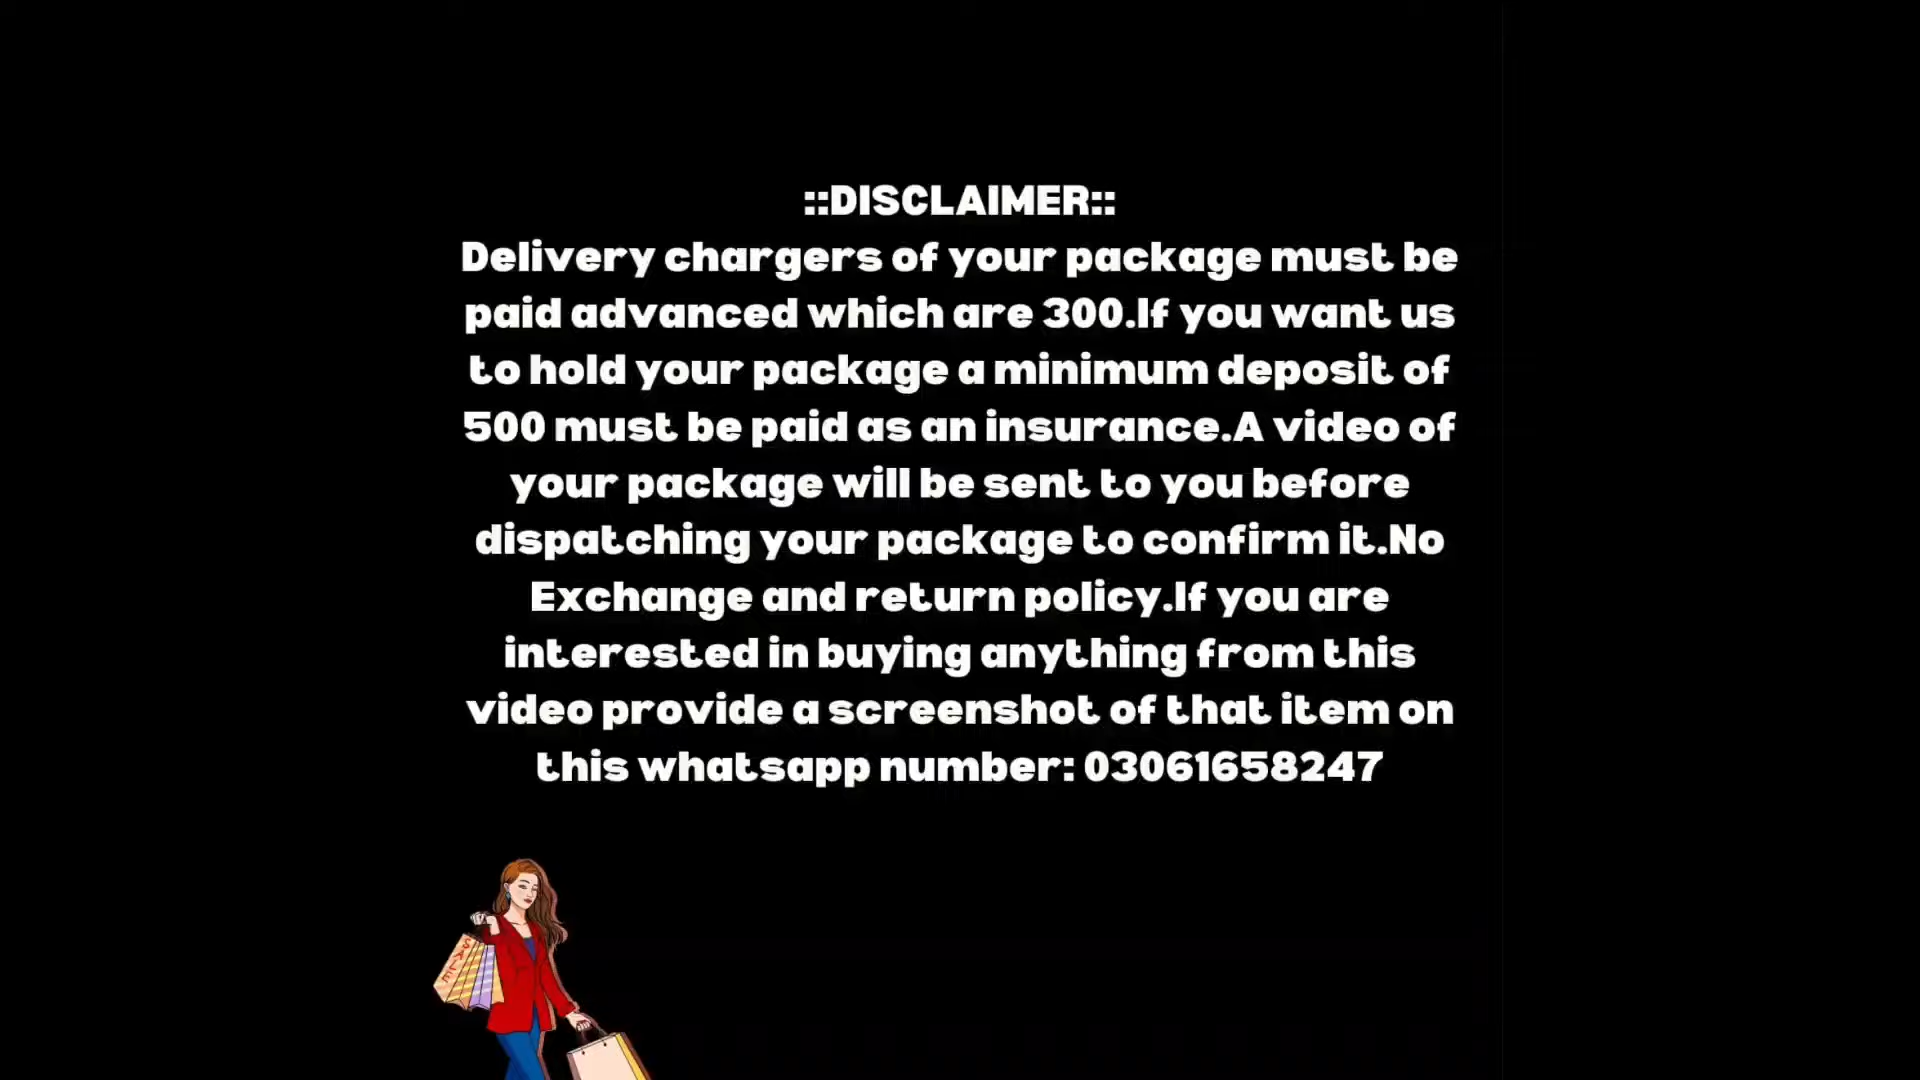 ::DISCLAIMER::
Delivery chargers of your package must be
paid advanced which are 300.If you want us
to hold your package a minimum deposit of
500 must be paid as an insurance.A video of
your package will be sent to you before
dispatching your package to confirm it.No
Exchange and return policy.If you are
interested in buying anything from this
video provide a screenshot of that item on
this whatsapp number: 03061658247
SALE